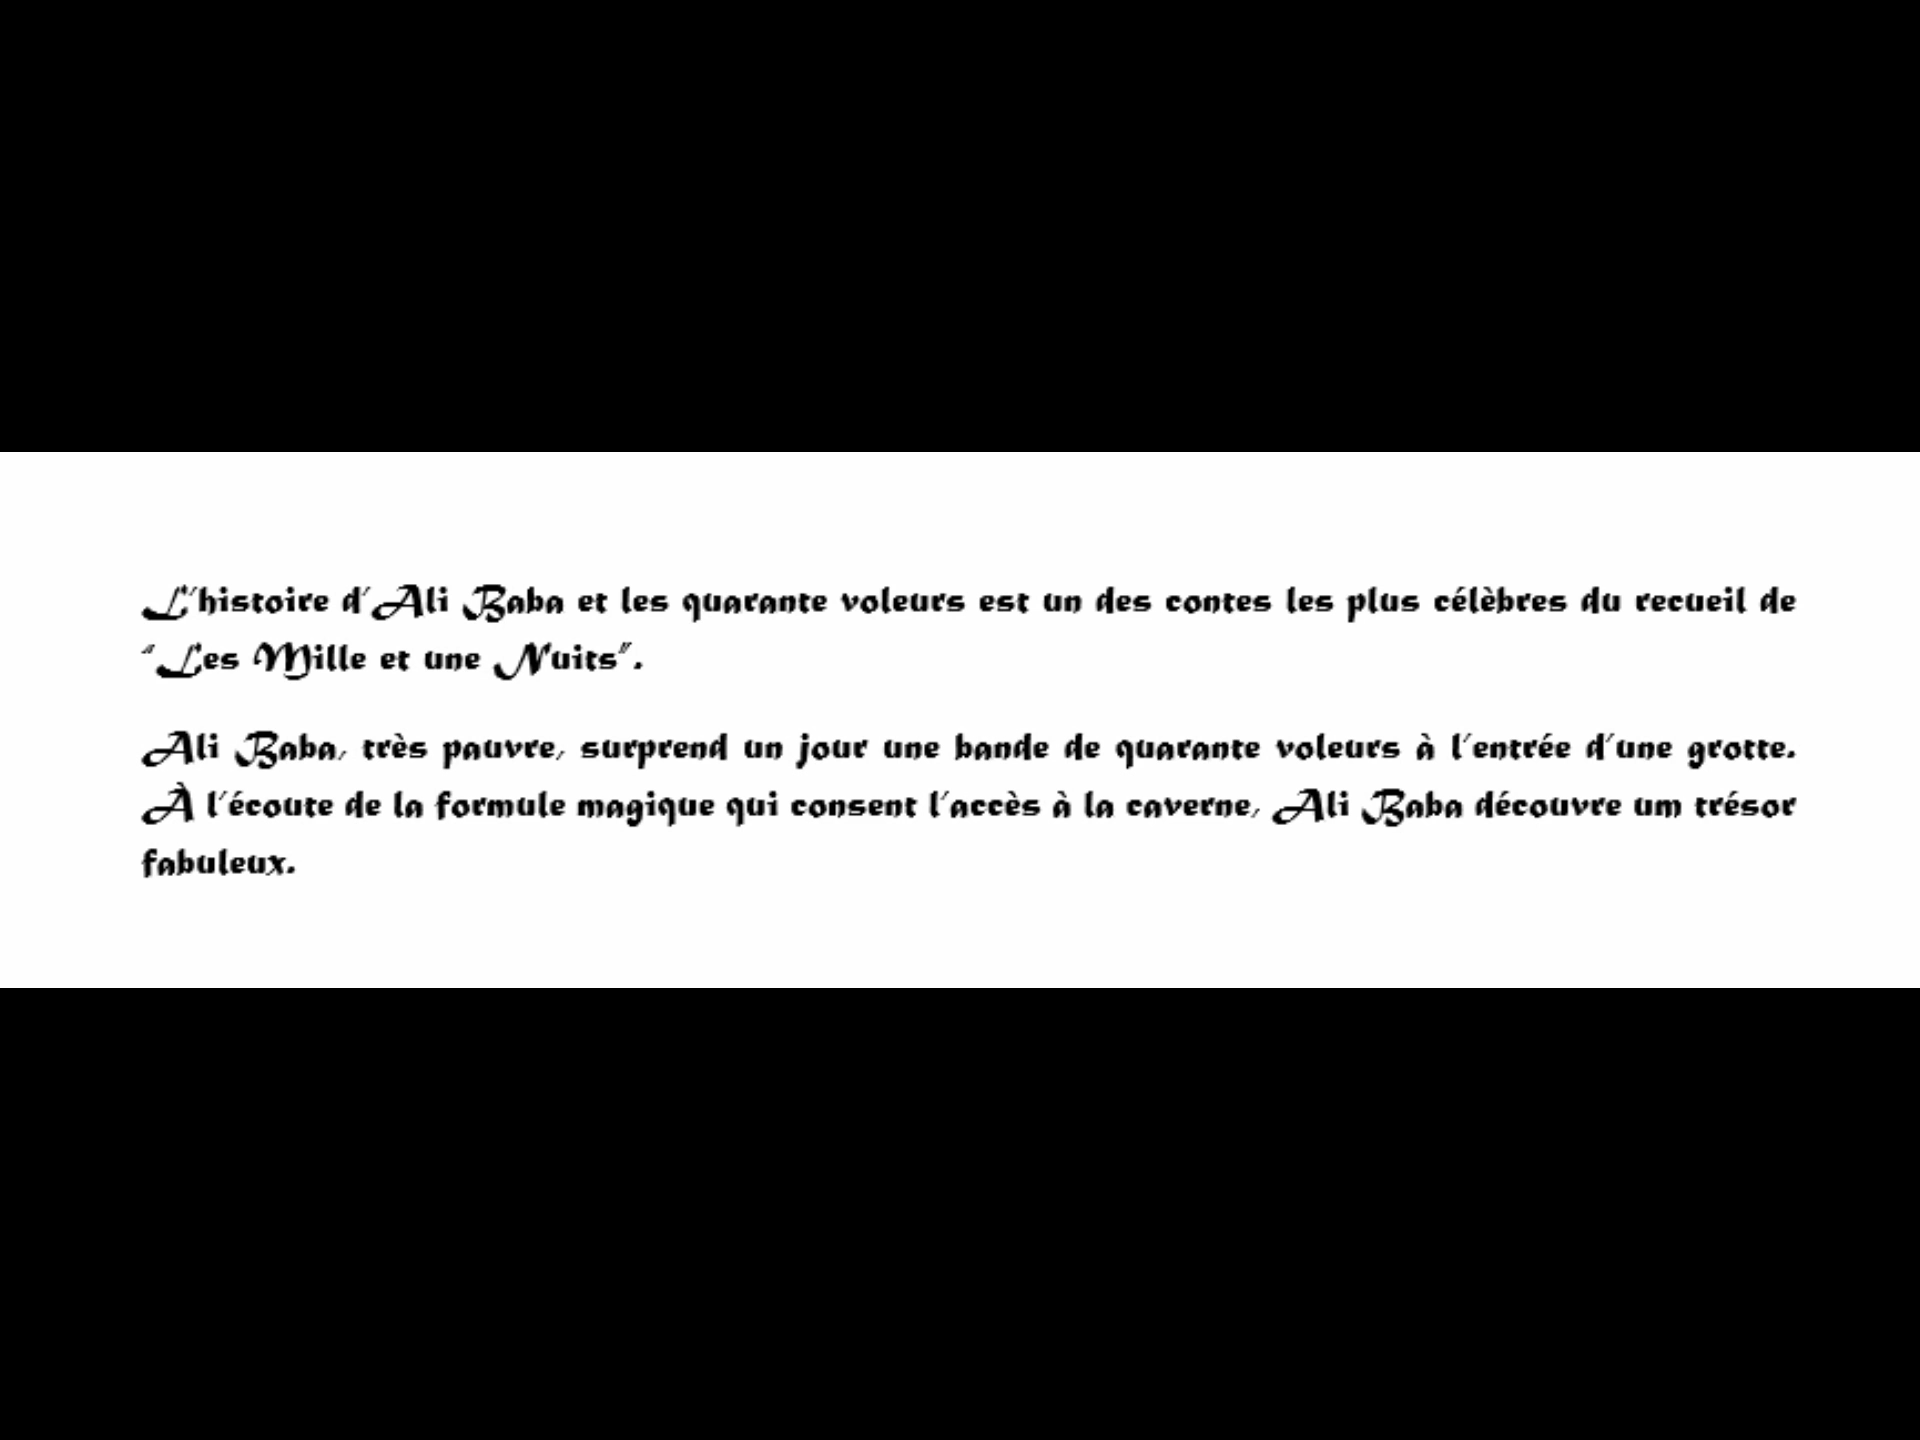 L'histoire d'Ali Baba et les quarante voleurs est un des contes les plus célèbres du recueil de
"Les Mille et une Nuits".
Ali Baba, très pauvre, surprend un jour une bande de quarante voleurs à l'entrée d'une grotte.
À l'écoute de la formule magique qui consent l'accès à la caverne, Ali Baba découvre um trésor
fabuleux.